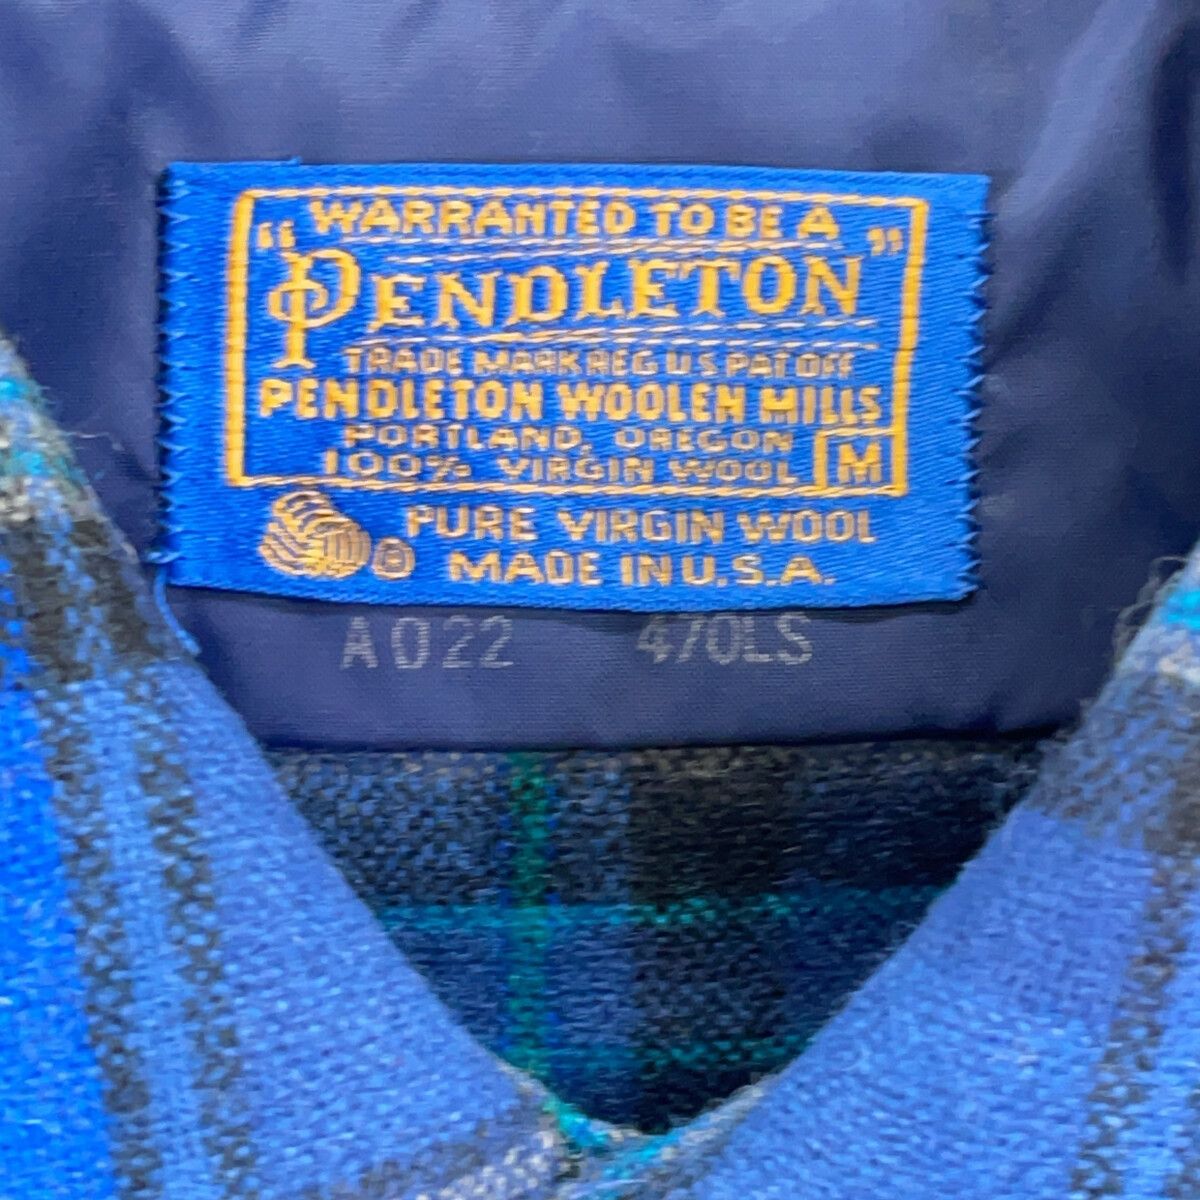 WARRANTED TO BE A
"PENDLETON"
TRADE MARK REG U.S PAT OFF
PENDLETON WOOLEN MILLS
PORTLAND, OREGON
100% VIRGIN WOOL M
PURE VIRGIN WOOL
® MADE IN U.S.A.
A022 470LS